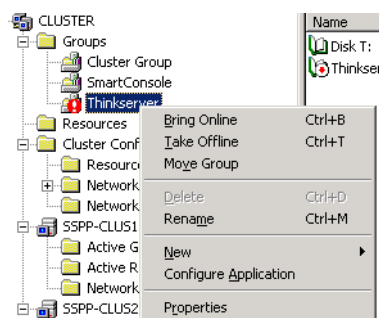 CLUSTER
Groups
Cluster Group
SmartConsole
Thinkserver
Resources
Cluster Conf
Resourc
Network
Network
SSPP-CLUS1
Active G
Active R
Network
SSPP-CLUS2
Name
Disk T:
Thinkser
Bring Online Ctrl+B
Take Offline Ctrl+T
Move Group
Delete Ctrl+D
Rename Ctrl+M
New
Configure Application
Properties